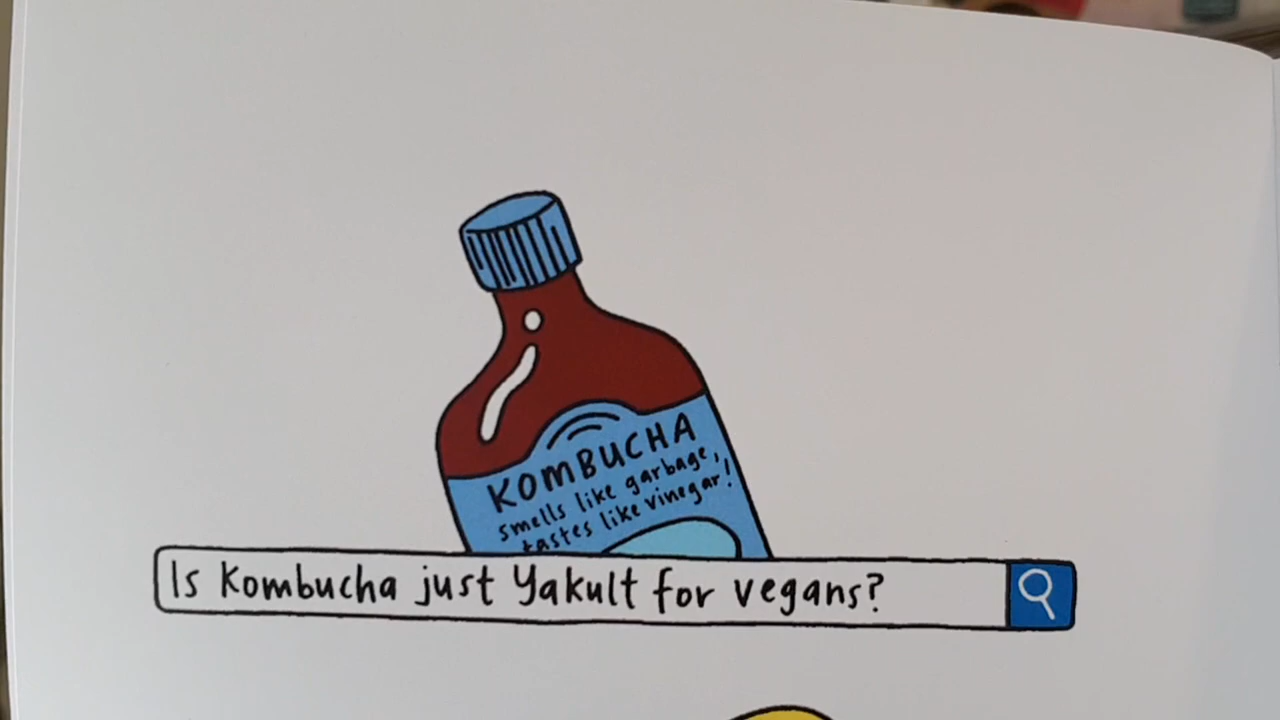 KOMBUCHA
smells like garbage,
tastes like vinegar!
Is Kombucha just Yakult for vegans?